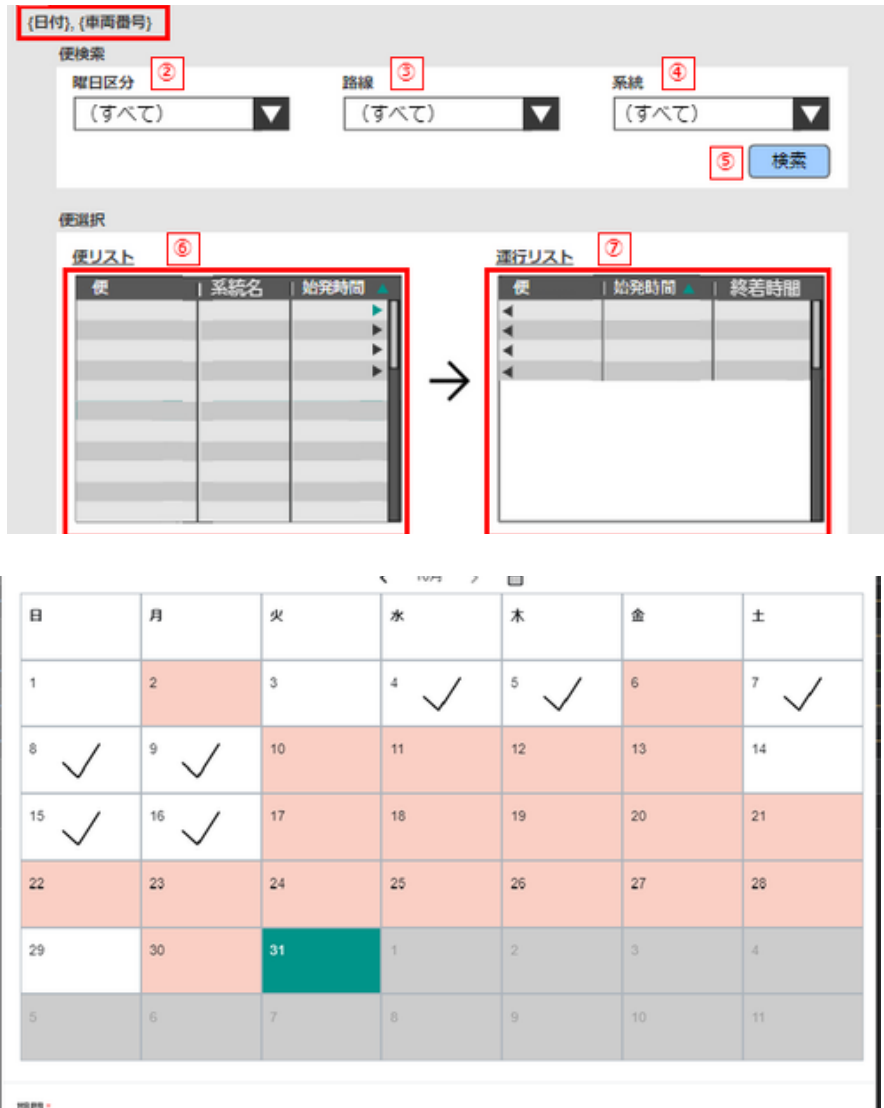 {日付}, {車両番号}
便検索
曜日区分 ② 路線 ③ 系統 ④
(すべて) (すべて) (すべて)
⑤ 検索
便選択
便リスト ⑥ 運行リスト ⑦
便 | 系統名 | 始発時間 ▲ 便 | 始発時間 ▲ | 終着時間
10月
日 月 火 水 木 金 土
1 2 3 4 5 6 7
8 9 10 11 12 13 14
15 16 17 18 19 20 21
22 23 24 25 26 27 28
29 30 31 1 2 3 4
5 6 7 8 9 10 11